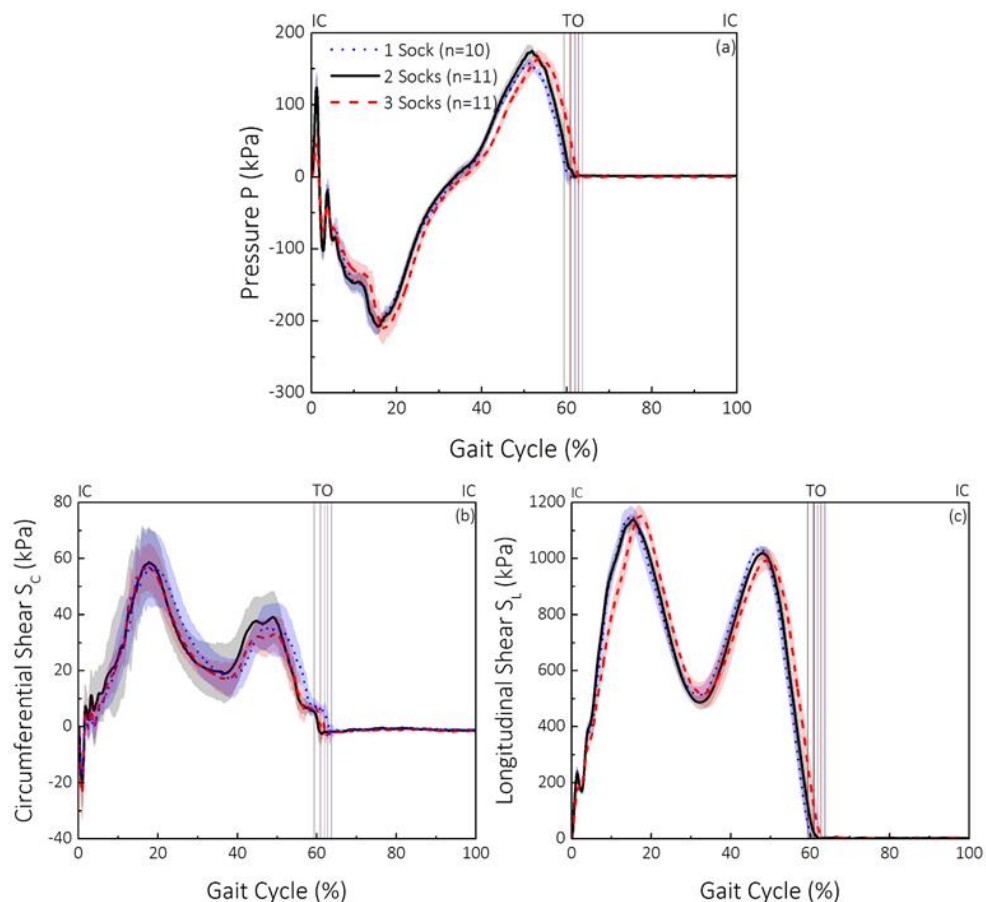 IC TO IC
(a)
1 Sock (n=10)
2 Socks (n=11)
3 Socks (n=11)
Pressure P (kPa)
200
100
0
-100
-200
-300
0 20 40 60 80 100
Gait Cycle (%)
IC TO IC
(b)
Circumferential Shear S_C (kPa)
80
60
40
20
0
-20
-40
0 20 40 60 80 100
Gait Cycle (%)
IC TO IC
(c)
Longitudinal Shear S_L (kPa)
1200
1000
800
600
400
200
0
0 20 40 60 80 100
Gait Cycle (%)